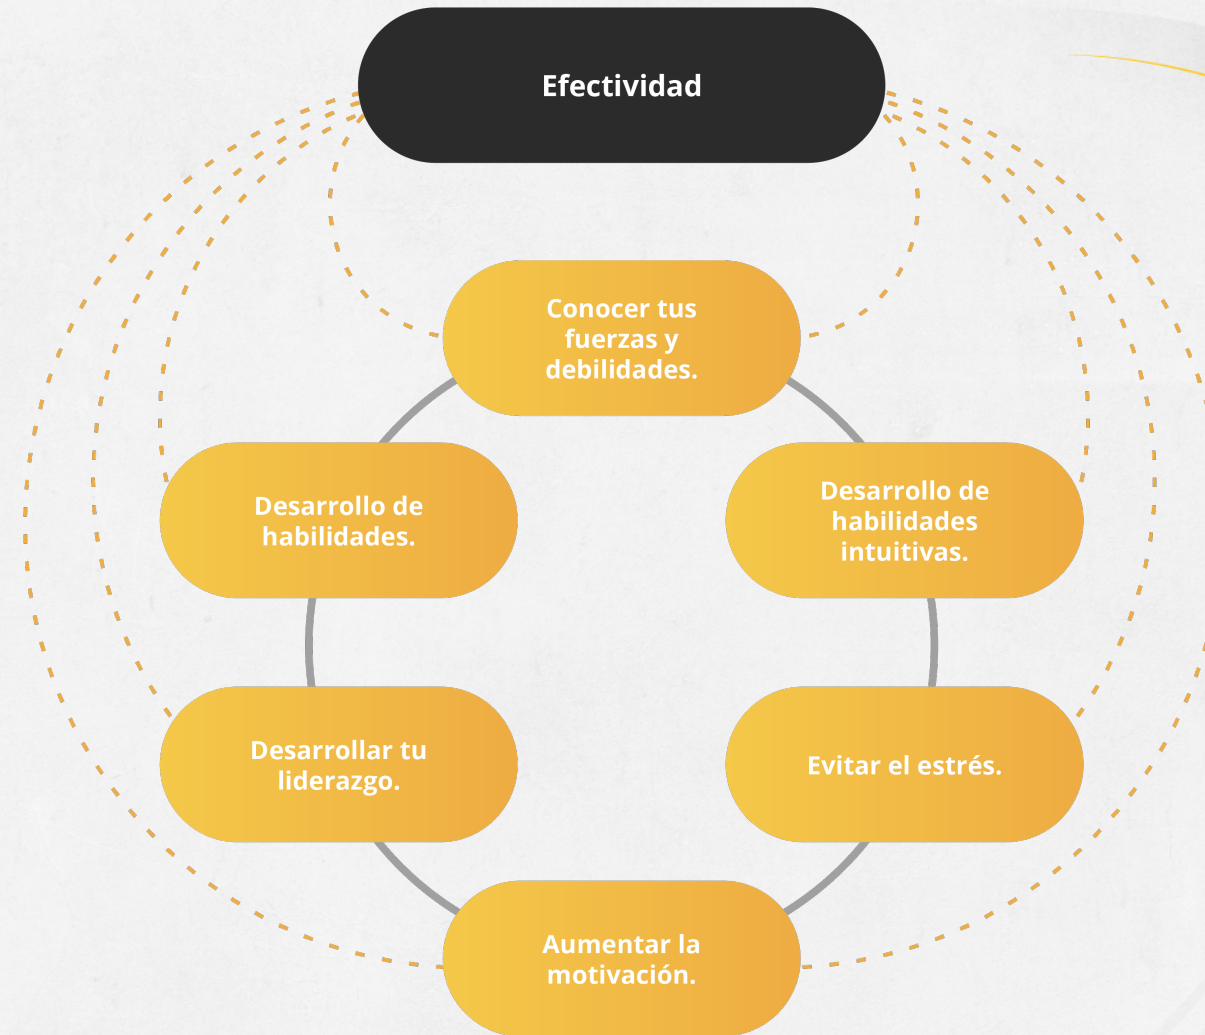 Efectividad
Conocer tus
fuerzas y
debilidades.
Desarrollo de
habilidades.
Desarrollo de
habilidades
intuitivas.
Desarrollar tu
liderazgo.
Evitar el estrés.
Aumentar la
motivación.